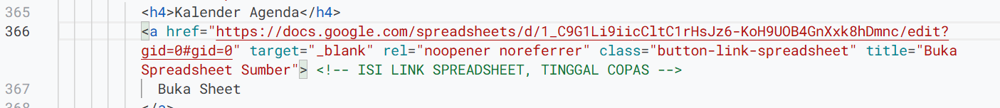 365 <h4>Kalender Agenda</h4>
366 <a href="https://docs.google.com/spreadsheets/d/1_C9G1Li9iicCltC1rHsJz6-KoH9UOB4GnXxk8hDmnc/edit?
gid=0#gid=0" target="_blank" rel="noopener noreferrer" class="button-link-spreadsheet" title="Buka
Spreadsheet Sumber"> <!-- ISI LINK SPREADSHEET, TINGGAL COPAS -->
367 Buka Sheet
368 </a>